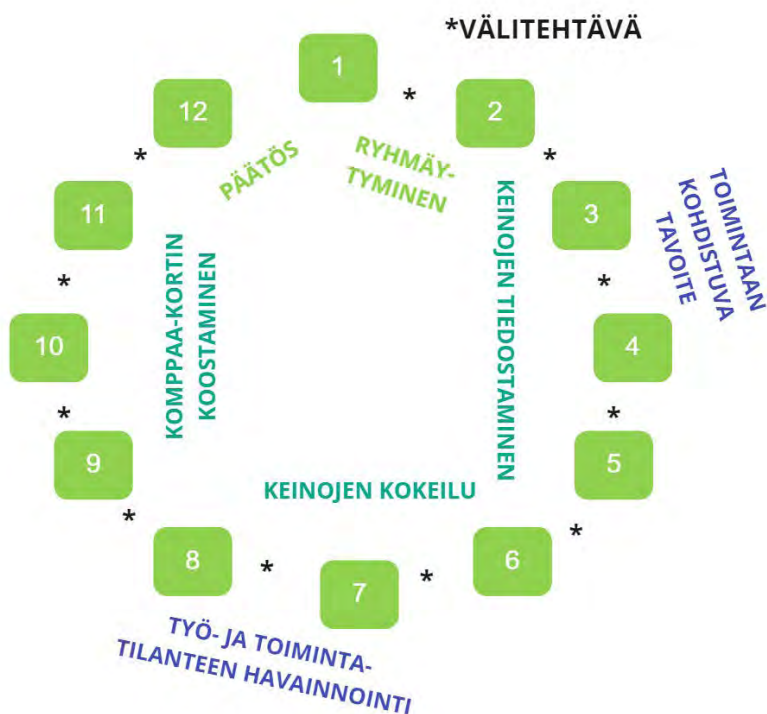 *VÄLITEHTÄVÄ
1
*
2
*
3
*
4
*
5
*
6
*
7
*
8
*
9
*
10
*
11
*
12
RYHMÄY-
TYMINEN
KEINOJEN TIEDOSTAMINEN
TOIMINTAAN
KOHDISTUVA
TAVOITE
KEINOJEN KOKEILU
TYÖ- JA TOIMINTA-
TILANTEEN HAVAINNOINTI
KOMPPAA-KORTIN
KOOSTAMINEN
PÄÄTÖS